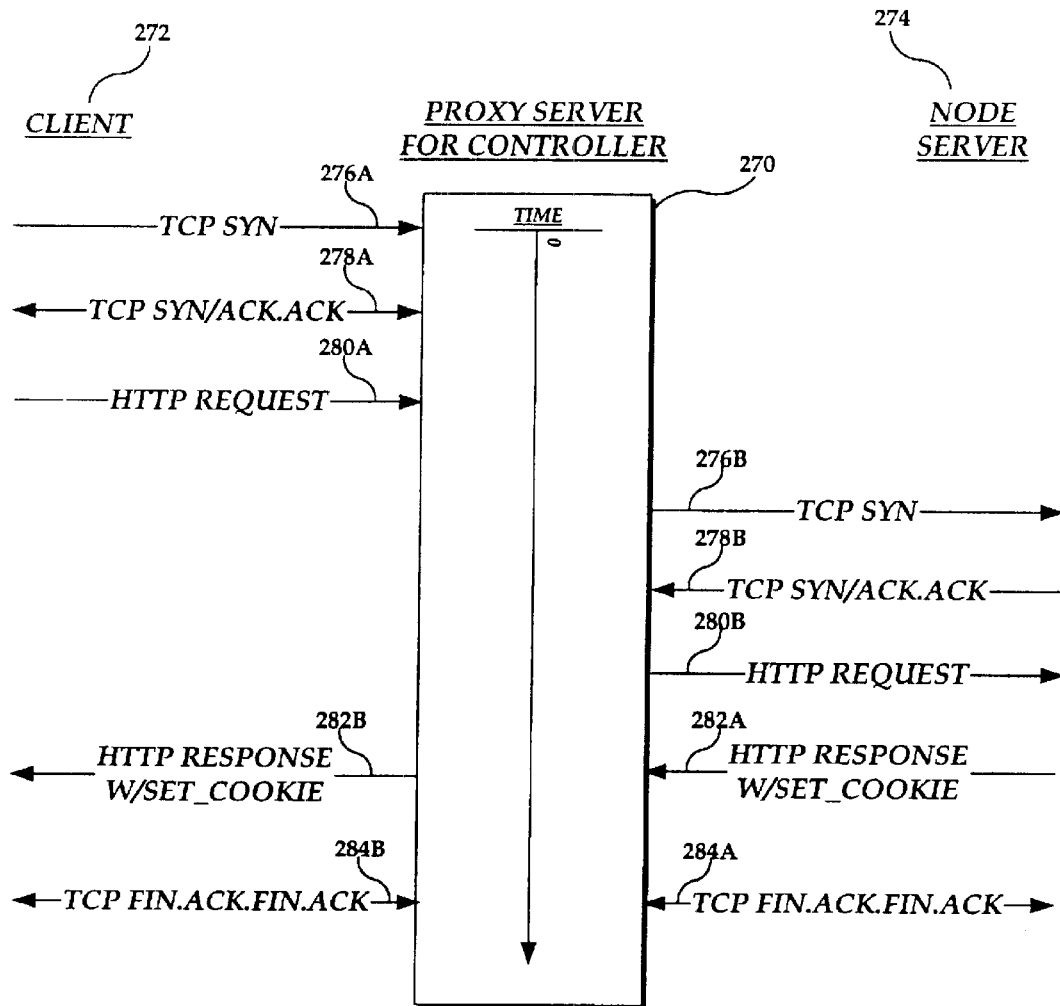 272
274
CLIENT
PROXY SERVER
FOR CONTROLLER
NODE
SERVER
276A
270
TCP SYN
TIME
0
278A
TCP SYN/ACK.ACK
280A
HTTP REQUEST
276B
TCP SYN
278B
TCP SYN/ACK.ACK
280B
HTTP REQUEST
282B
HTTP RESPONSE
W/SET_COOKIE
282A
HTTP RESPONSE
W/SET_COOKIE
284B
TCP FIN.ACK.FIN.ACK
284A
TCP FIN.ACK.FIN.ACK